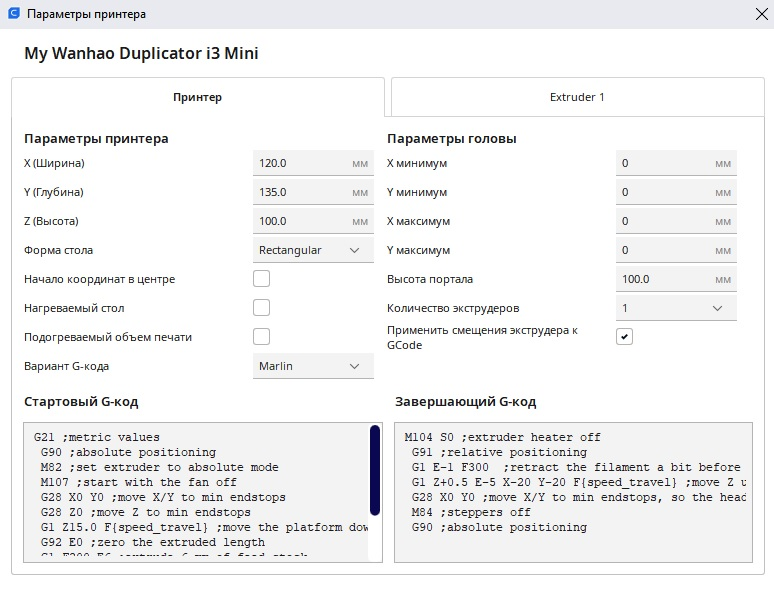 Параметры принтера
My Wanhao Duplicator i3 Mini
Принтер
Extruder 1
Параметры принтера
X (Ширина) 120.0 мм
Y (Глубина) 135.0 мм
Z (Высота) 100.0 мм
Форма стола Rectangular
Начало координат в центре
Нагреваемый стол
Подогреваемый объем печати
Вариант G-кода Marlin
Параметры головы
X минимум 0 мм
Y минимум 0 мм
X максимум 0 мм
Y максимум 0 мм
Высота портала 100.0 мм
Количество экструдеров 1
Применить смещения экструдера к
GCode
Стартовый G-код
G21 ;metric values
G90 ;absolute positioning
M82 ;set extruder to absolute mode
M107 ;start with the fan off
G28 X0 Y0 ;move X/Y to min endstops
G28 Z0 ;move Z to min endstops
G1 Z15.0 F{speed_travel} ;move the platform dow
G92 E0 ;zero the extruded length
Завершающий G-код
M104 S0 ;extruder heater off
G91 ;relative positioning
G1 E-1 F300 ;retract the filament a bit before
G1 Z+0.5 E-5 X-20 Y-20 F{speed_travel} ;move Z
G28 X0 Y0 ;move X/Y to min endstops, so the head
M84 ;steppers off
G90 ;absolute positioning